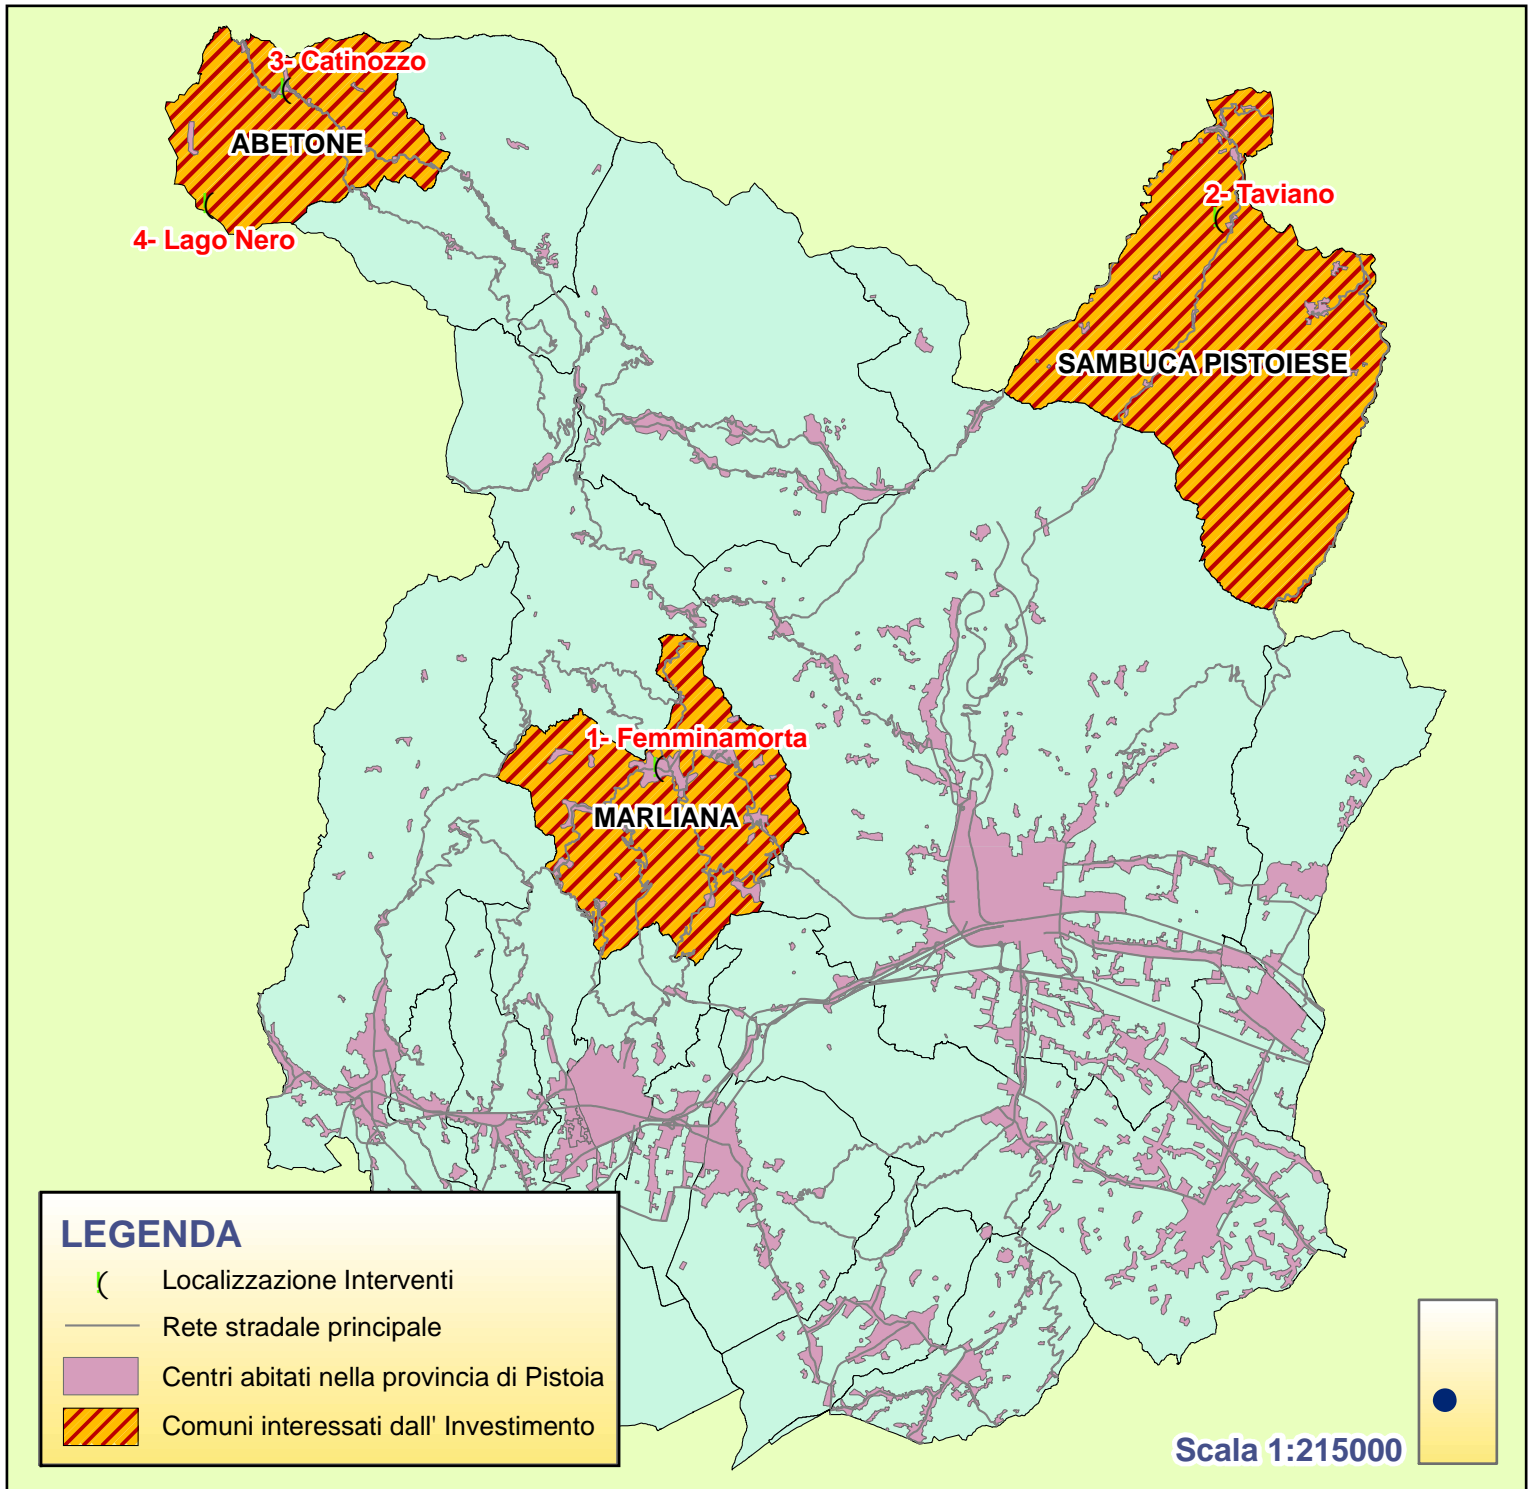 3- Catinozzo
ABETONE
2- Taviano
4- Lago Nero
SAMBUCA PISTOIESE
1- Femminamorta
MARLIANA
LEGENDA
Localizzazione Interventi
Rete stradale principale
Centri abitati nella provincia di Pistoia
Comuni interessati dall' Investimento
Scala 1:215000